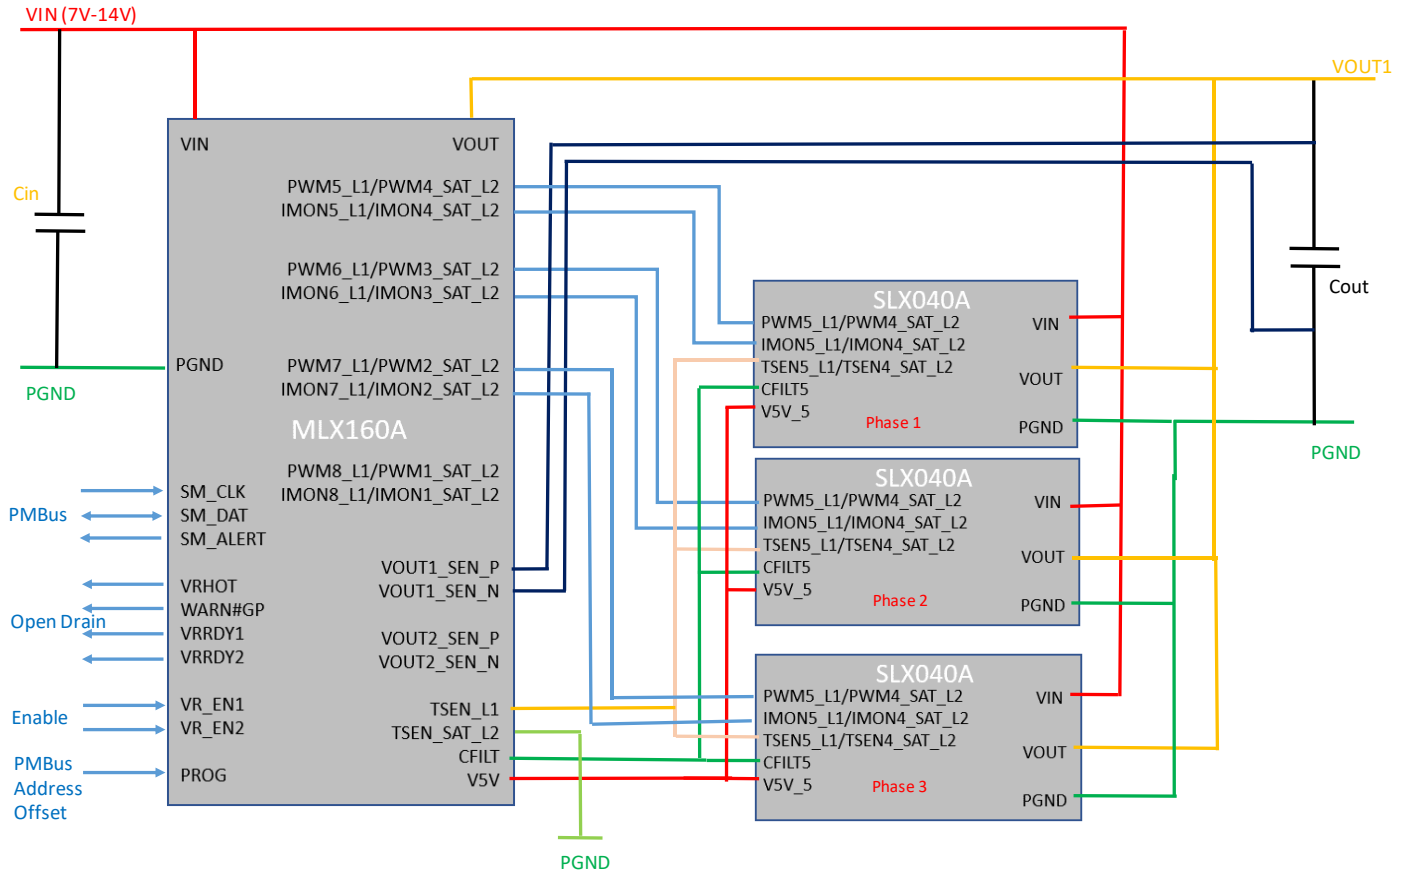 VIN (7V-14V)
VOUT1
VIN
VOUT
PWM5_L1/PWM4_SAT_L2
IMON5_L1/IMON4_SAT_L2
Cin
PWM6_L1/PWM3_SAT_L2
IMON6_L1/IMON3_SAT_L2
PGND
PGND
PWM7_L1/PWM2_SAT_L2
IMON7_L1/IMON2_SAT_L2
MLX160A
PWM8_L1/PWM1_SAT_L2
IMON8_L1/IMON1_SAT_L2
PMBus
SM_CLK
SM_DAT
SM_ALERT
VOUT1_SEN_P
VOUT1_SEN_N
Open Drain
VRHOT
WARN#GP
VRRDY1
VRRDY2
VOUT2_SEN_P
VOUT2_SEN_N
Enable
VR_EN1
VR_EN2
TSEN_L1
TSEN_SAT_L2
CFILT
V5V
PMBus
Address
Offset
PROG
PGND
SLX040A
PWM5_L1/PWM4_SAT_L2
IMON5_L1/IMON4_SAT_L2
TSEN5_L1/TSEN4_SAT_L2
CFILT5
V5V_5
Phase 1
VIN
VOUT
PGND
Cout
PGND
SLX040A
PWM5_L1/PWM4_SAT_L2
IMON5_L1/IMON4_SAT_L2
TSEN5_L1/TSEN4_SAT_L2
CFILT5
V5V_5
Phase 2
VIN
VOUT
PGND
SLX040A
PWM5_L1/PWM4_SAT_L2
IMON5_L1/IMON4_SAT_L2
TSEN5_L1/TSEN4_SAT_L2
CFILT5
V5V_5
Phase 3
VIN
VOUT
PGND